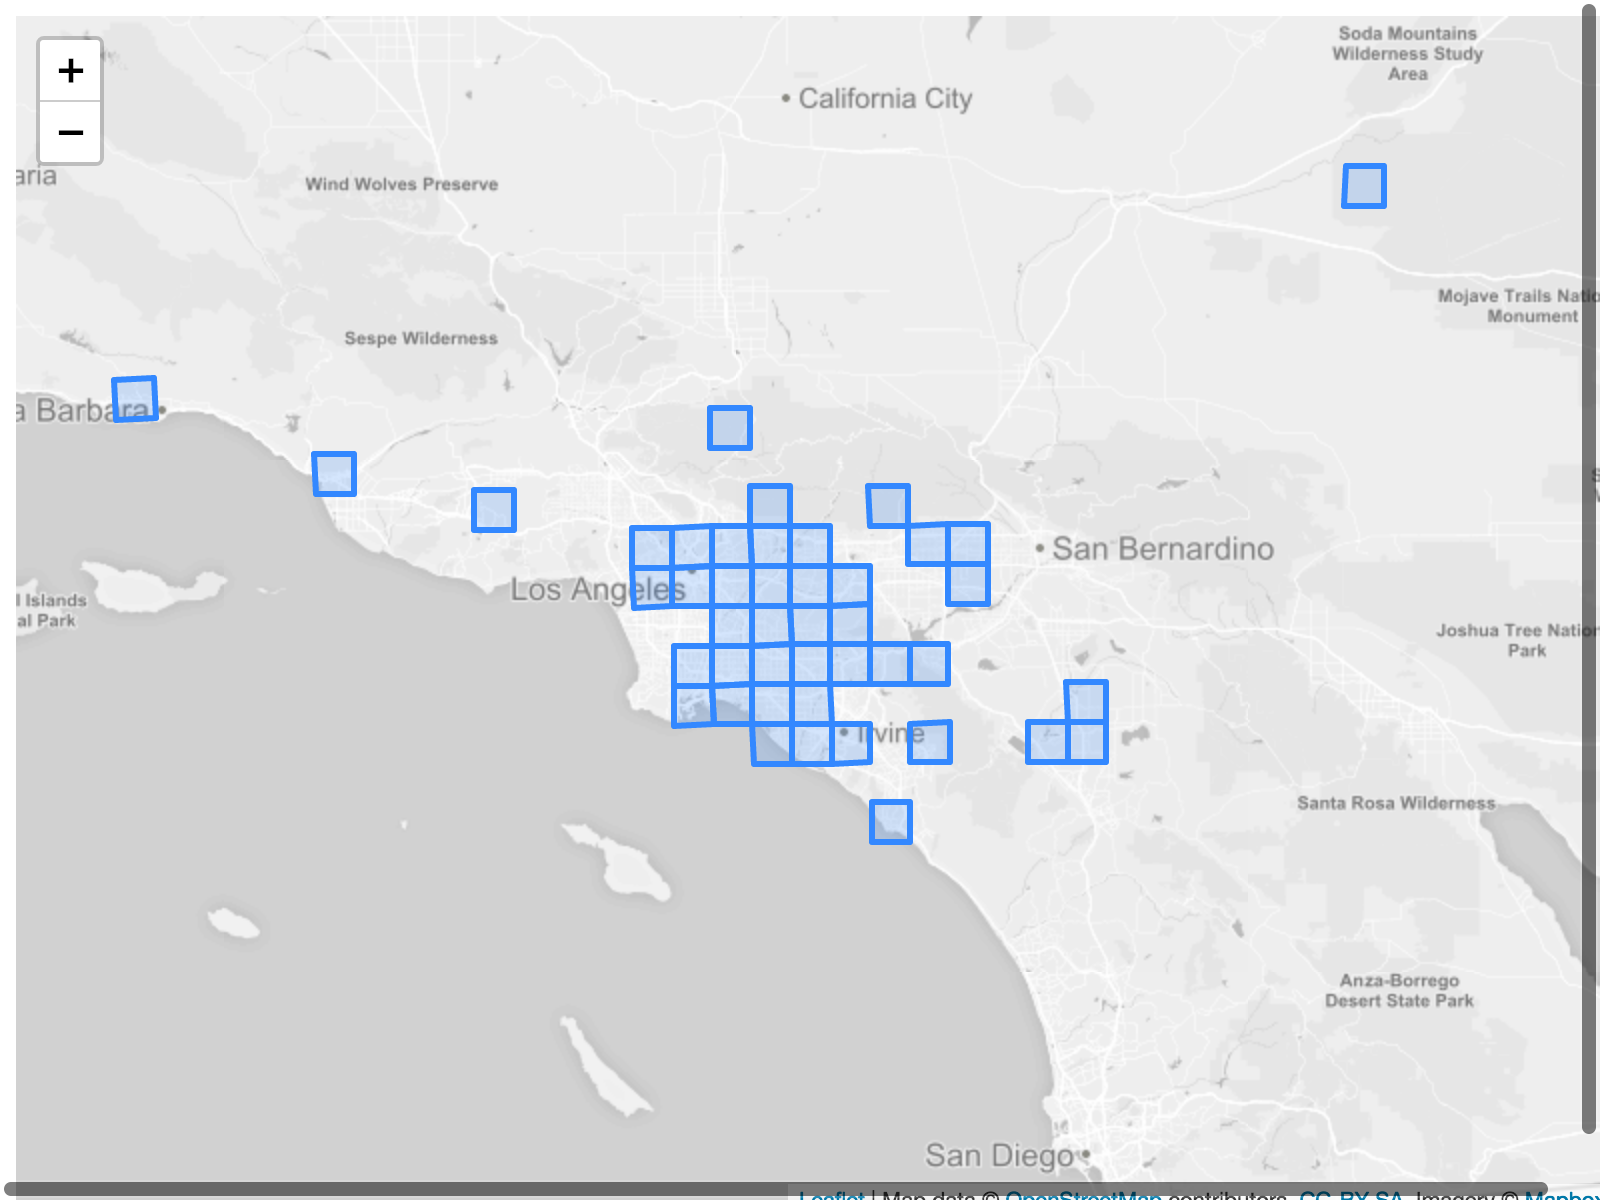 Soda Mountains
Wilderness Study
Area
+
−
California City
aria
Wind Wolves Preserve
Mojave Trails Natio
Monument
Sespe Wilderness
a Barbara
San Bernardino
Los Angeles
l Islands
al Park
Joshua Tree Nation
Park
Irvine
Santa Rosa Wilderness
Anza-Borrego
Desert State Park
San Diego
Leaflet | Map data © OpenStreetMap contributors, CC-BY-SA, Imagery © Mapbox